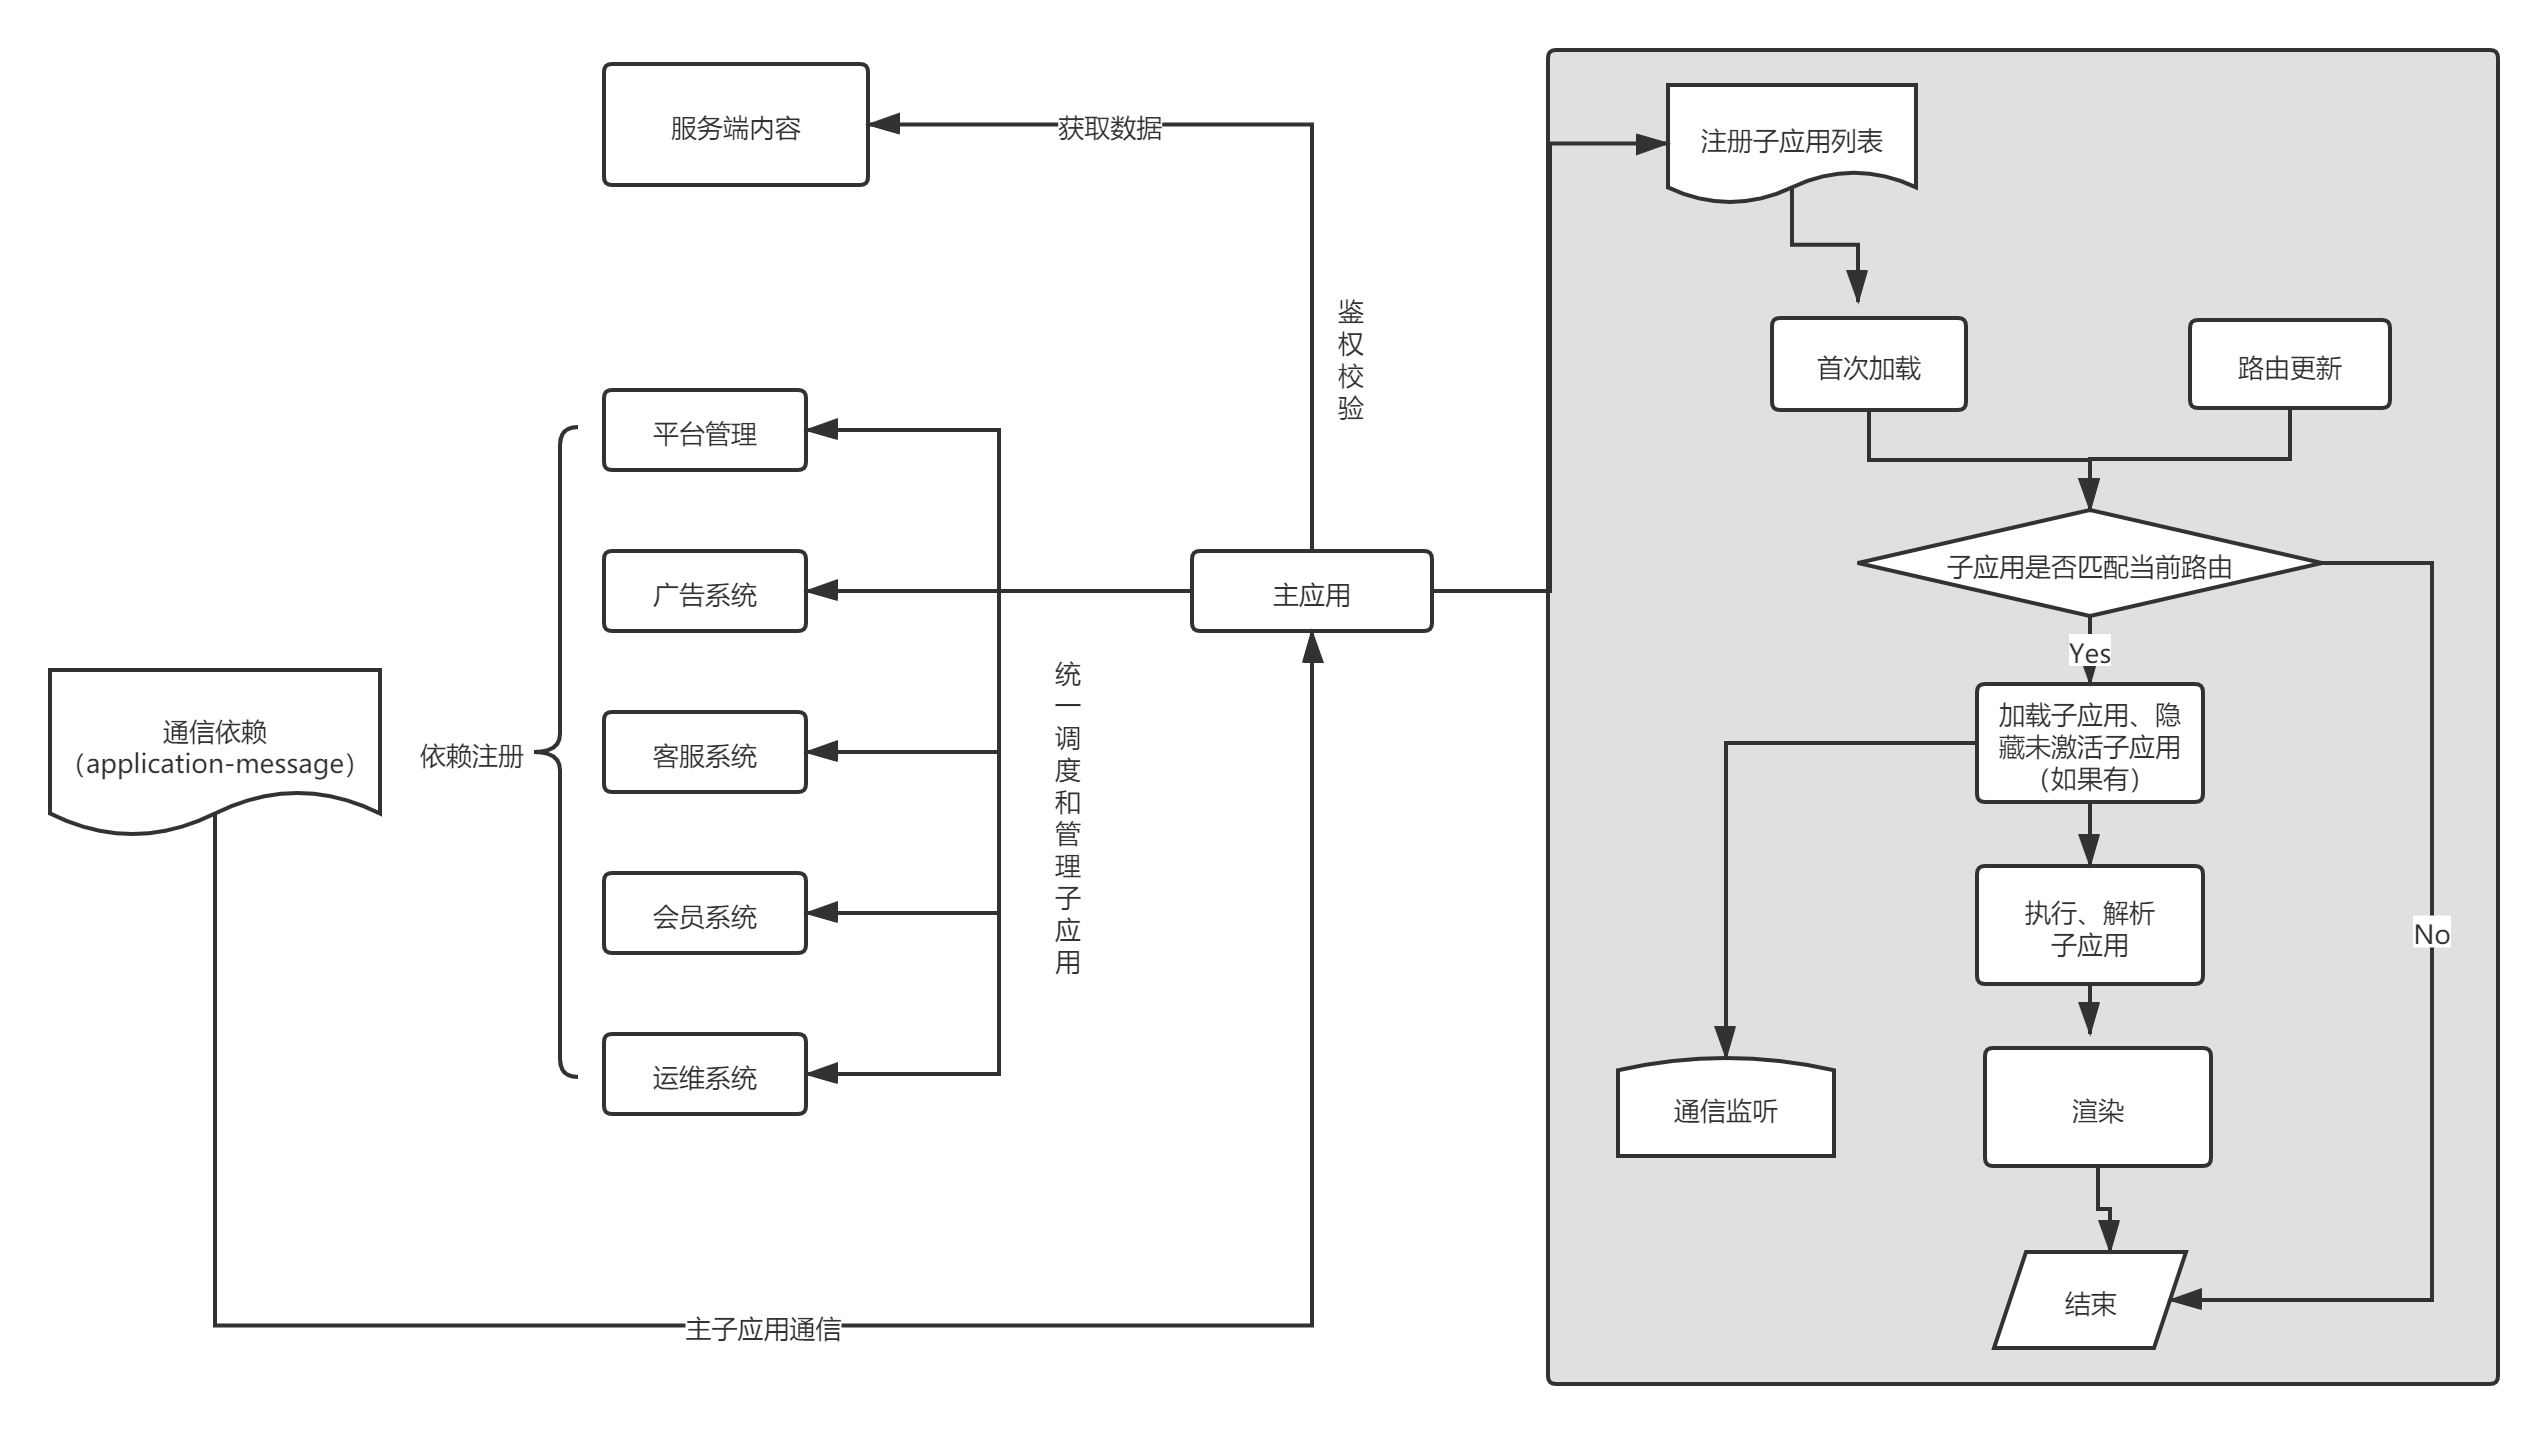 服务端内容
获取数据
鉴权校验
平台管理
广告系统
客服系统
会员系统
运维系统
依赖注册
通信依赖
（application-message）
统一调度和管理子应用
主应用
主子应用通信
注册子应用列表
首次加载
路由更新
子应用是否匹配当前路由
Yes
加载子应用、隐
藏未激活子应用
（如果有）
执行、解析
子应用
No
通信监听
渲染
结束